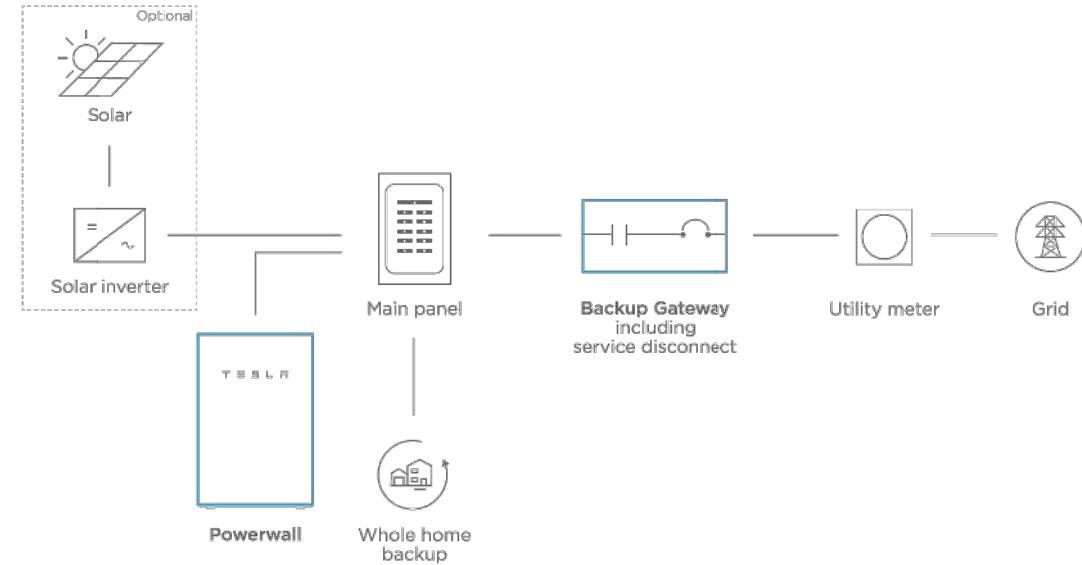 Optional
Solar
Solar inverter
Main panel
Backup Gateway
including
service disconnect
Utility meter
Grid
TESLA
Powerwall
Whole home
backup